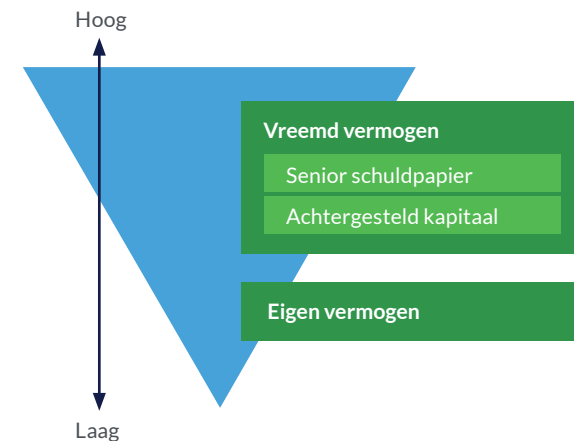 Hoog
Vreemd vermogen
Senior schuldpapier
Achtergesteld kapitaal
Eigen vermogen
Laag